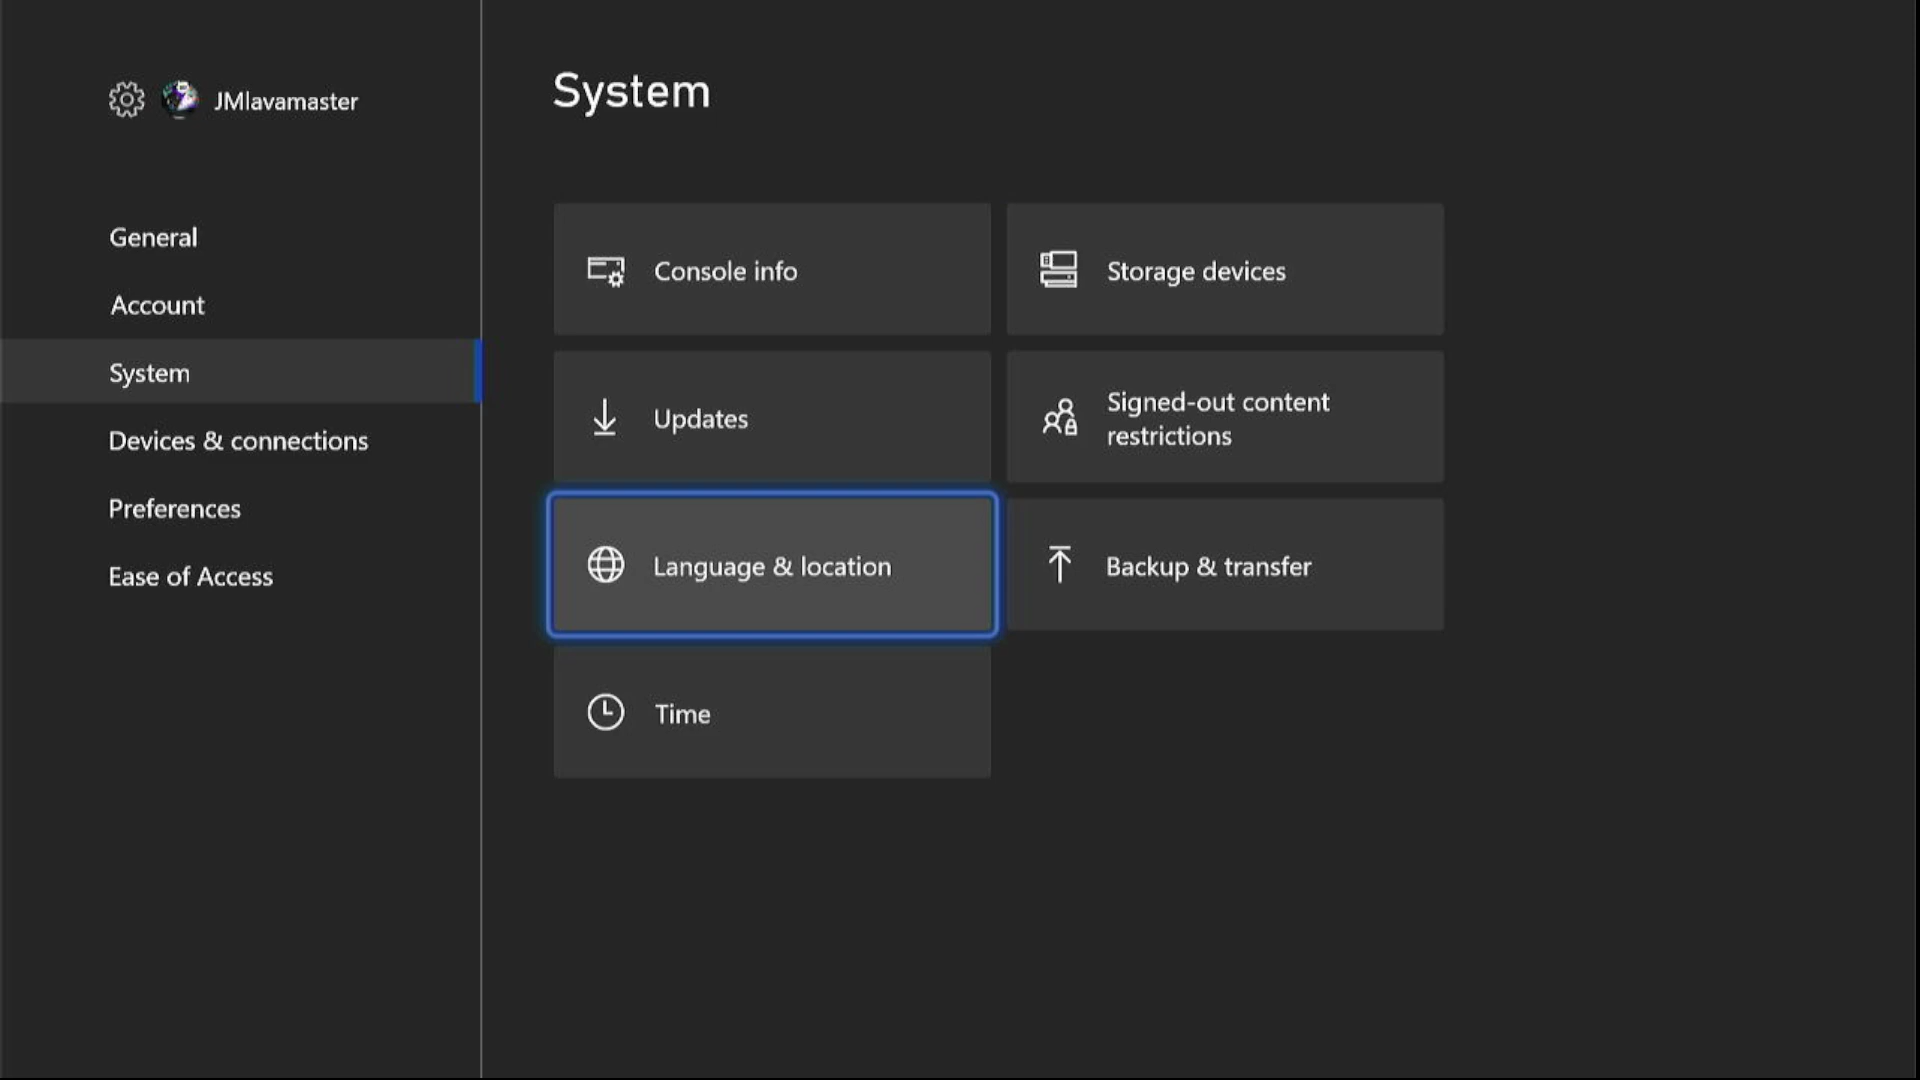 JMlavamaster
General
Account
System
Devices & connections
Preferences
Ease of Access
System
Console info
Storage devices
Updates
Signed-out content
restrictions
Language & location
Backup & transfer
Time